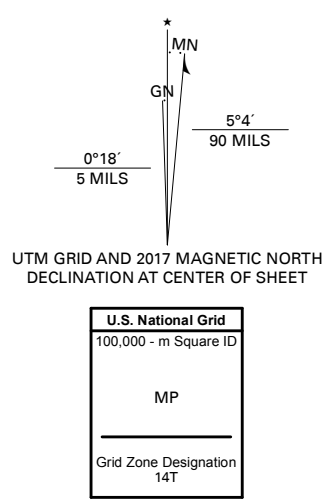 ★
MN
GN
5°4´
90 MILS
0°18´
5 MILS
UTM GRID AND 2017 MAGNETIC NORTH
DECLINATION AT CENTER OF SHEET
U.S. National Grid
100,000 - m Square ID
MP
Grid Zone Designation
14T